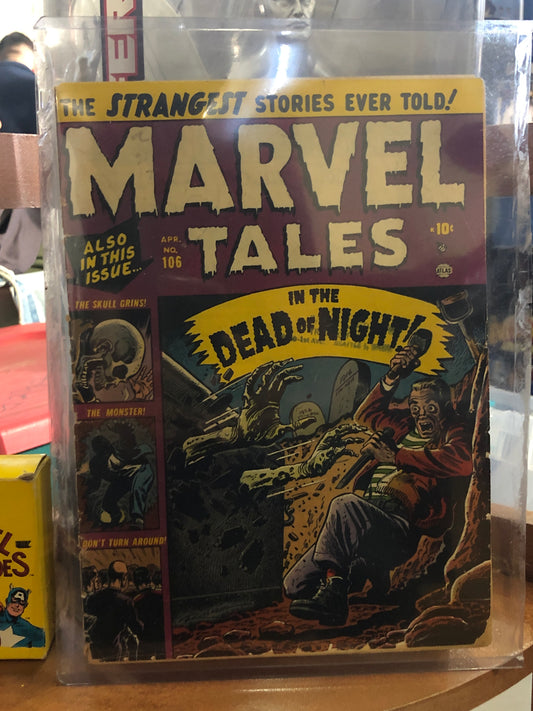 ER
THE STRANGEST STORIES EVER TOLD!
MARVEL
TALES
ALSO
IN THIS
ISSUE...
APR.
NO.
106
K 10¢
ATLAS
THE SKULL GRINS!
THE MONSTER!
DON'T TURN AROUND!
IN THE
DEAD OF NIGHT!